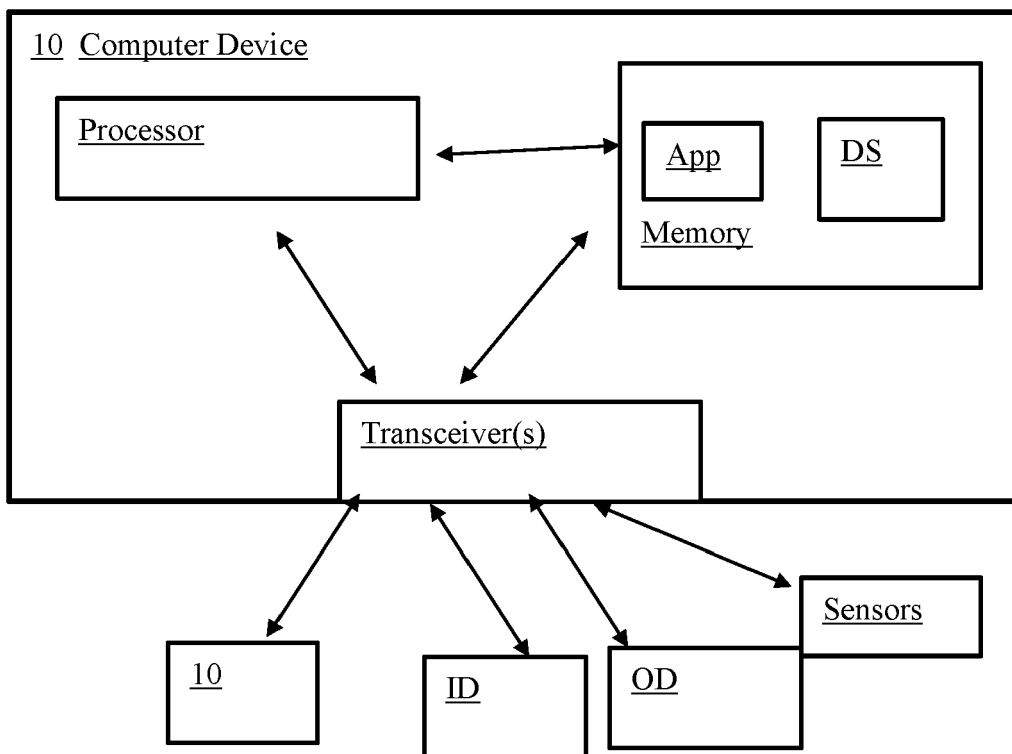 10 Computer Device
Processor
App
DS
Memory
Transceiver(s)
Sensors
10
ID
OD